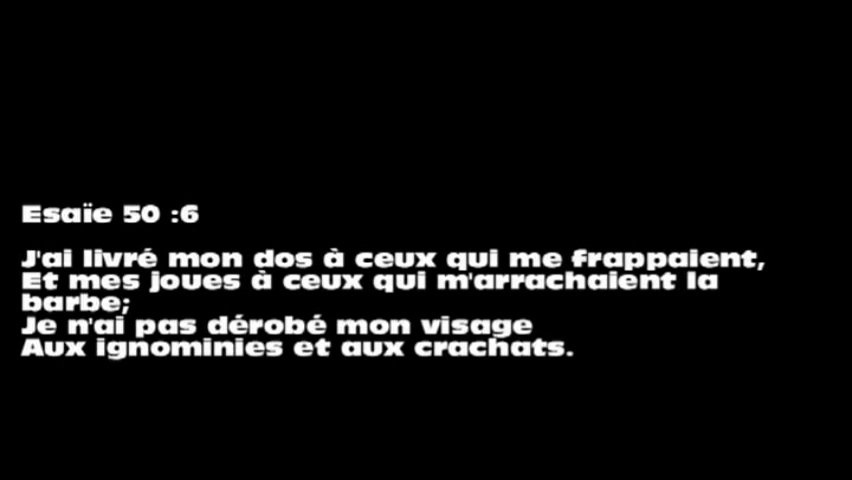 Esaïe 50 :6
J'ai livré mon dos à ceux qui me frappaient,
Et mes joues à ceux qui m'arrachaient la
barbe;
Je n'ai pas dérobé mon visage
Aux ignominies et aux crachats.